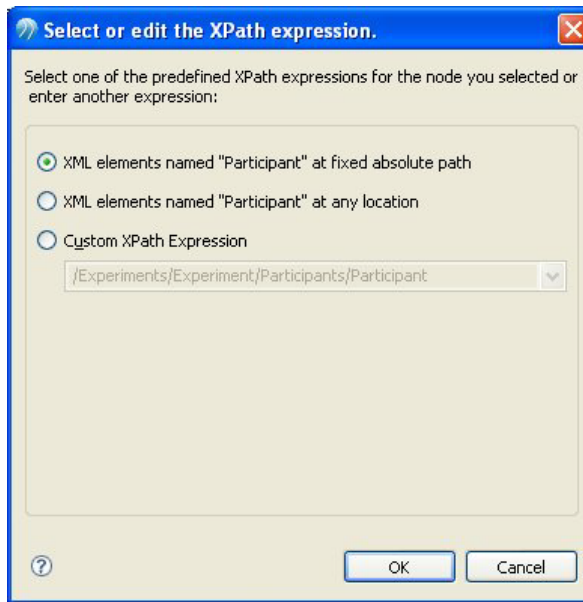 Select or edit the XPath expression.
Select one of the predefined XPath expressions for the node you selected or
enter another expression:
XML elements named "Participant" at fixed absolute path
XML elements named "Participant" at any location
Custom XPath Expression
/Experiments/Experiment/Participants/Participant
?
OK
Cancel